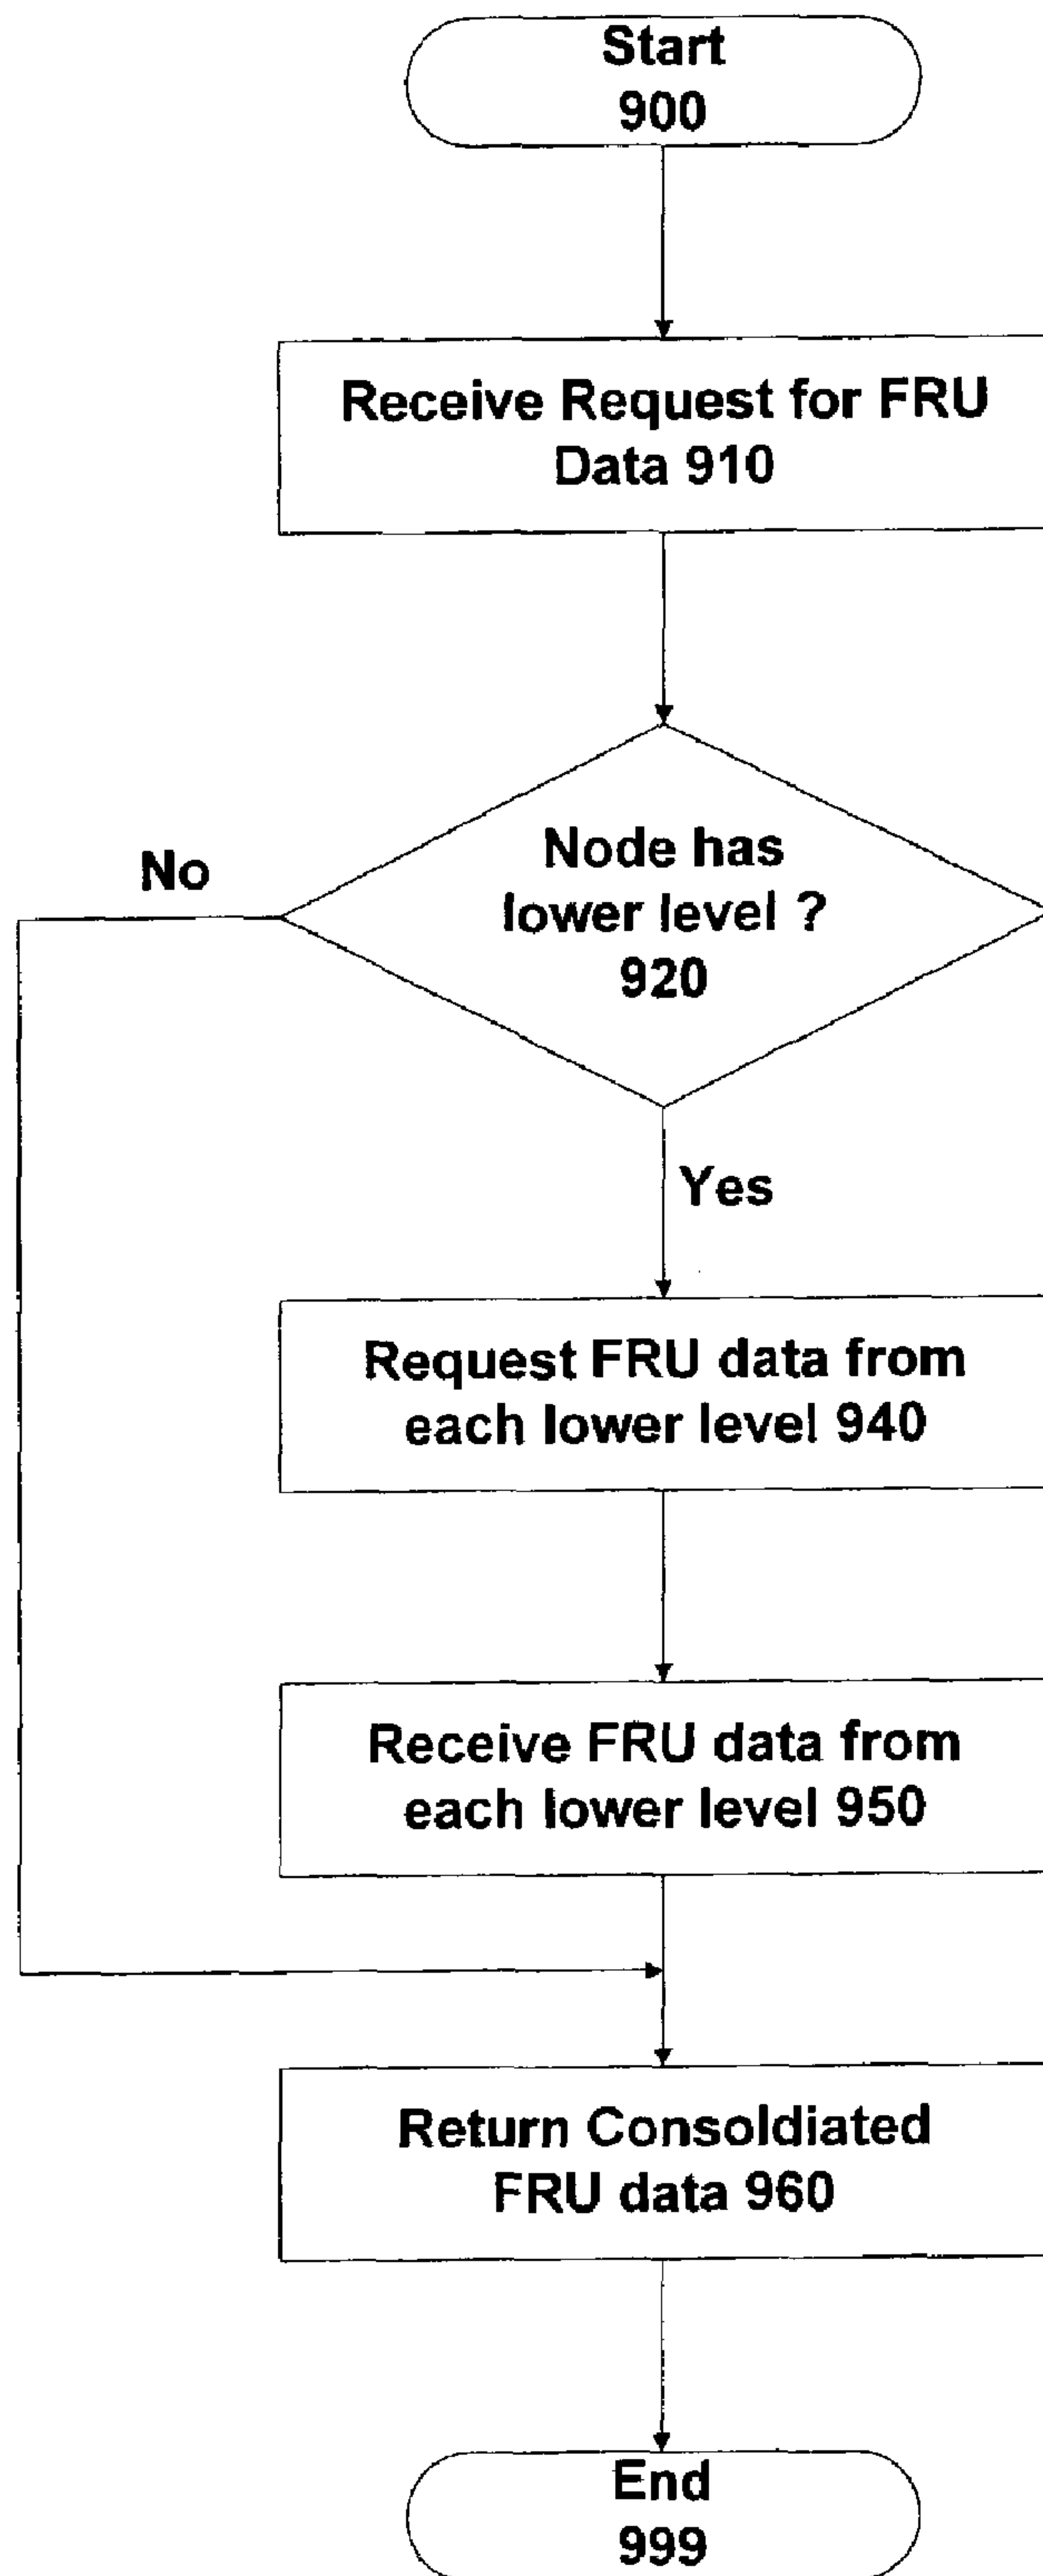 Start
900
Receive Request for FRU
Data 910
Node has
lower level ?
920
No
Yes
Request FRU data from
each lower level 940
Receive FRU data from
each lower level 950
Return Consoldiated
FRU data 960
End
999